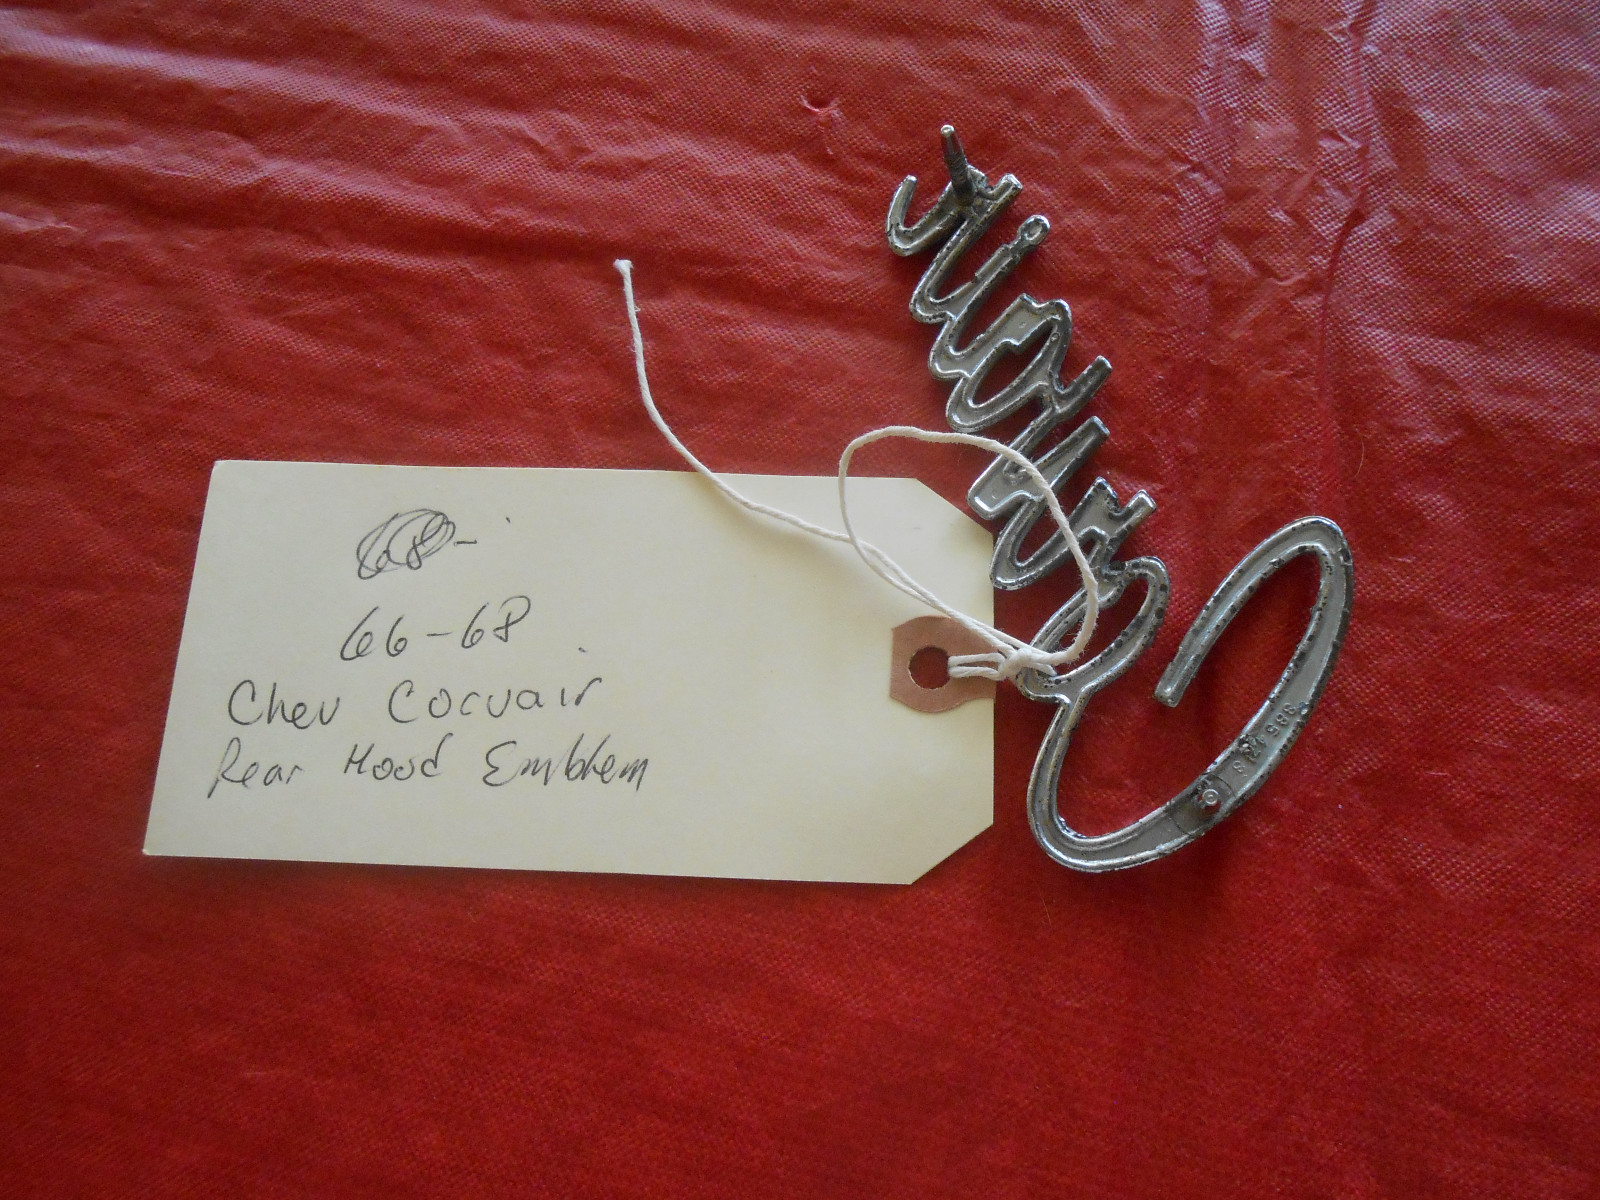 66-68
Chev Corvair
Rear Hood Emblem
Corvair